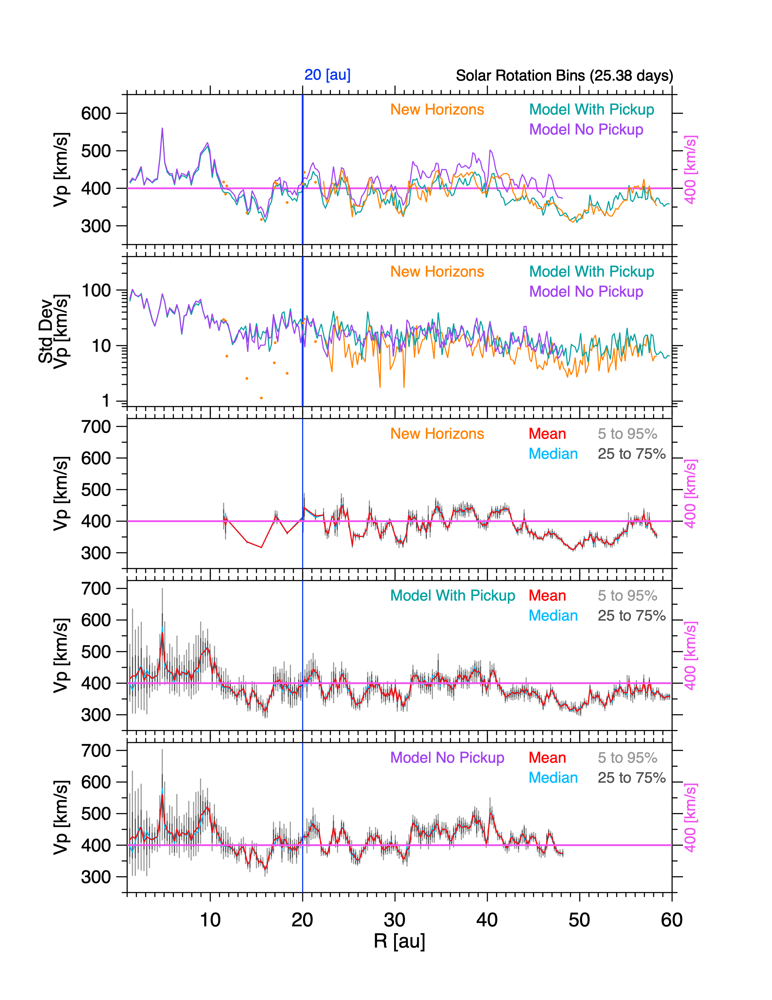 20 [au]
Solar Rotation Bins (25.38 days)
New Horizons
Model With Pickup
Model No Pickup
600
500
400
300
Vp [km/s]
400 [km/s]
New Horizons
Model With Pickup
Model No Pickup
100
10
1
Std Dev
Vp [km/s]
New Horizons
Mean
5 to 95%
Median
25 to 75%
700
600
500
400
300
Vp [km/s]
400 [km/s]
Model With Pickup
Mean
5 to 95%
Median
25 to 75%
700
600
500
400
300
Vp [km/s]
400 [km/s]
Model No Pickup
Mean
5 to 95%
Median
25 to 75%
700
600
500
400
300
Vp [km/s]
400 [km/s]
10 20 30 40 50 60
R [au]